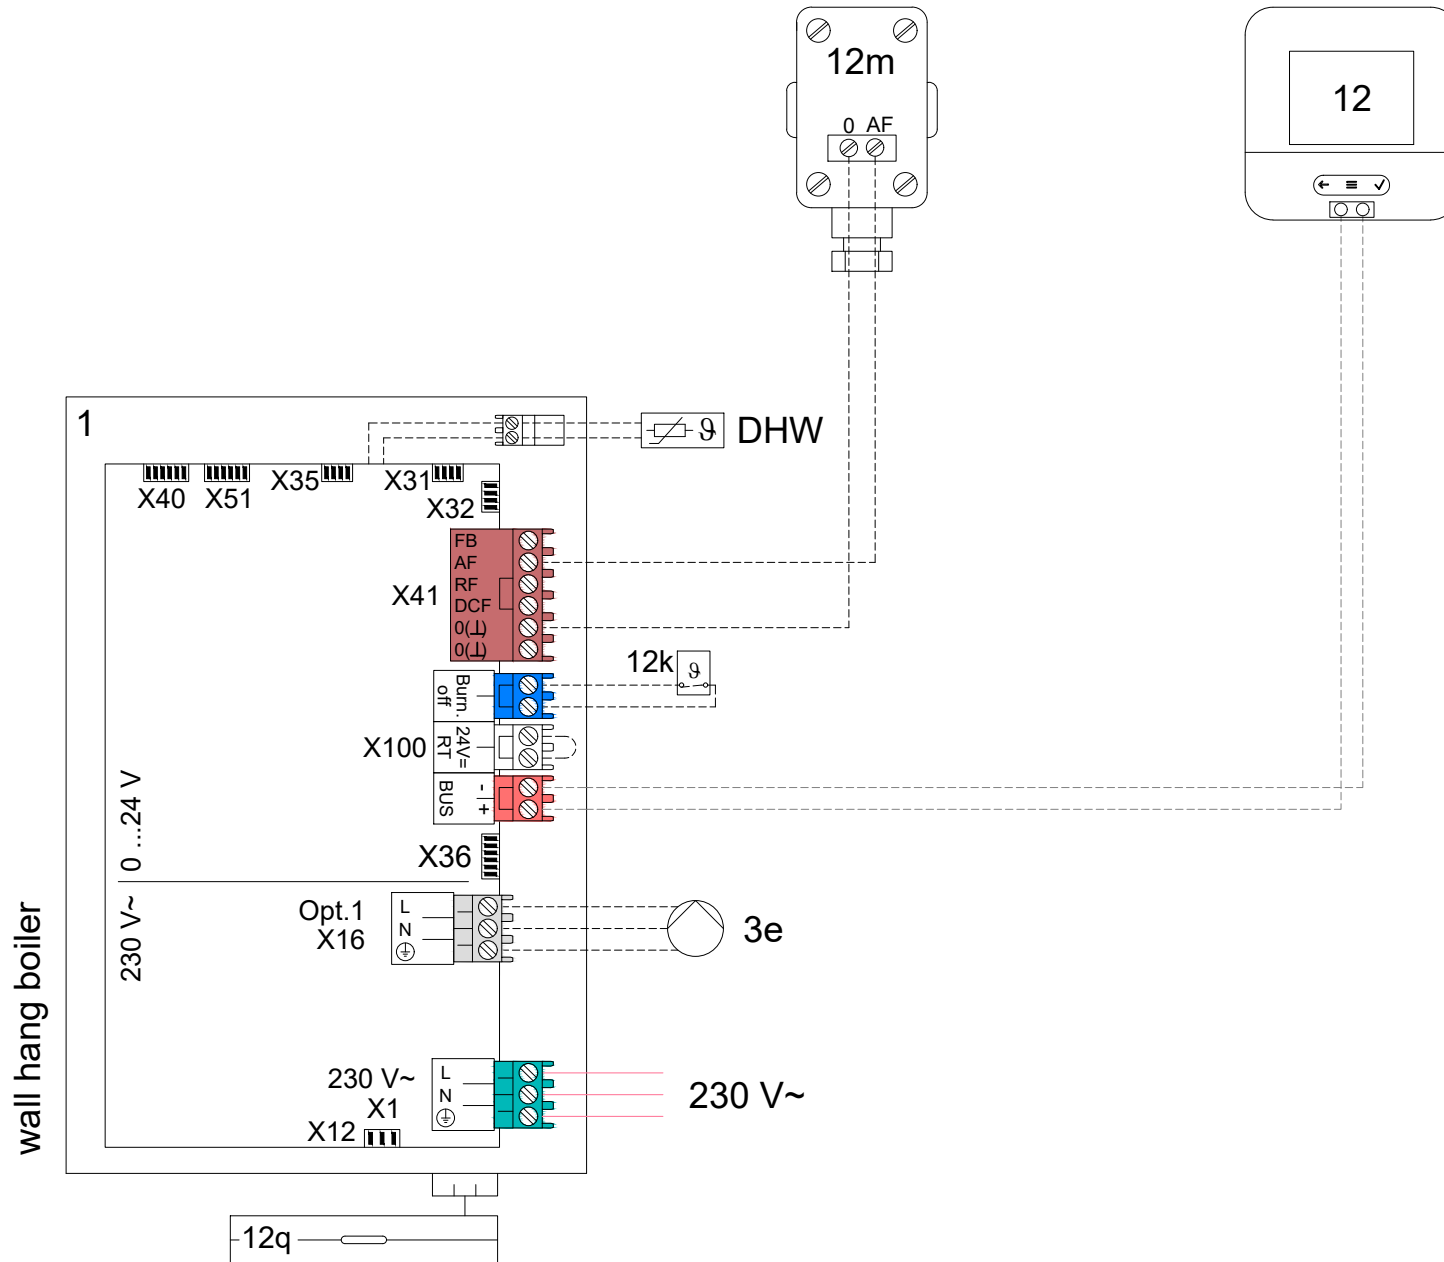 12m
0 AF
12
1
DHW
X40
X51
X35
X31
X32
FB
AF
RF
DCF
0(⊥)
0(⊥)
X41
12k
ϑ
ϑ
Burn.
off
24V=
RT
X100
BUS
- +
0 ...24 V
230 V~
X36
Opt.1
X16
L
N
3e
wall hang boiler
230 V~
X1
L
N
230 V~
X12
12q